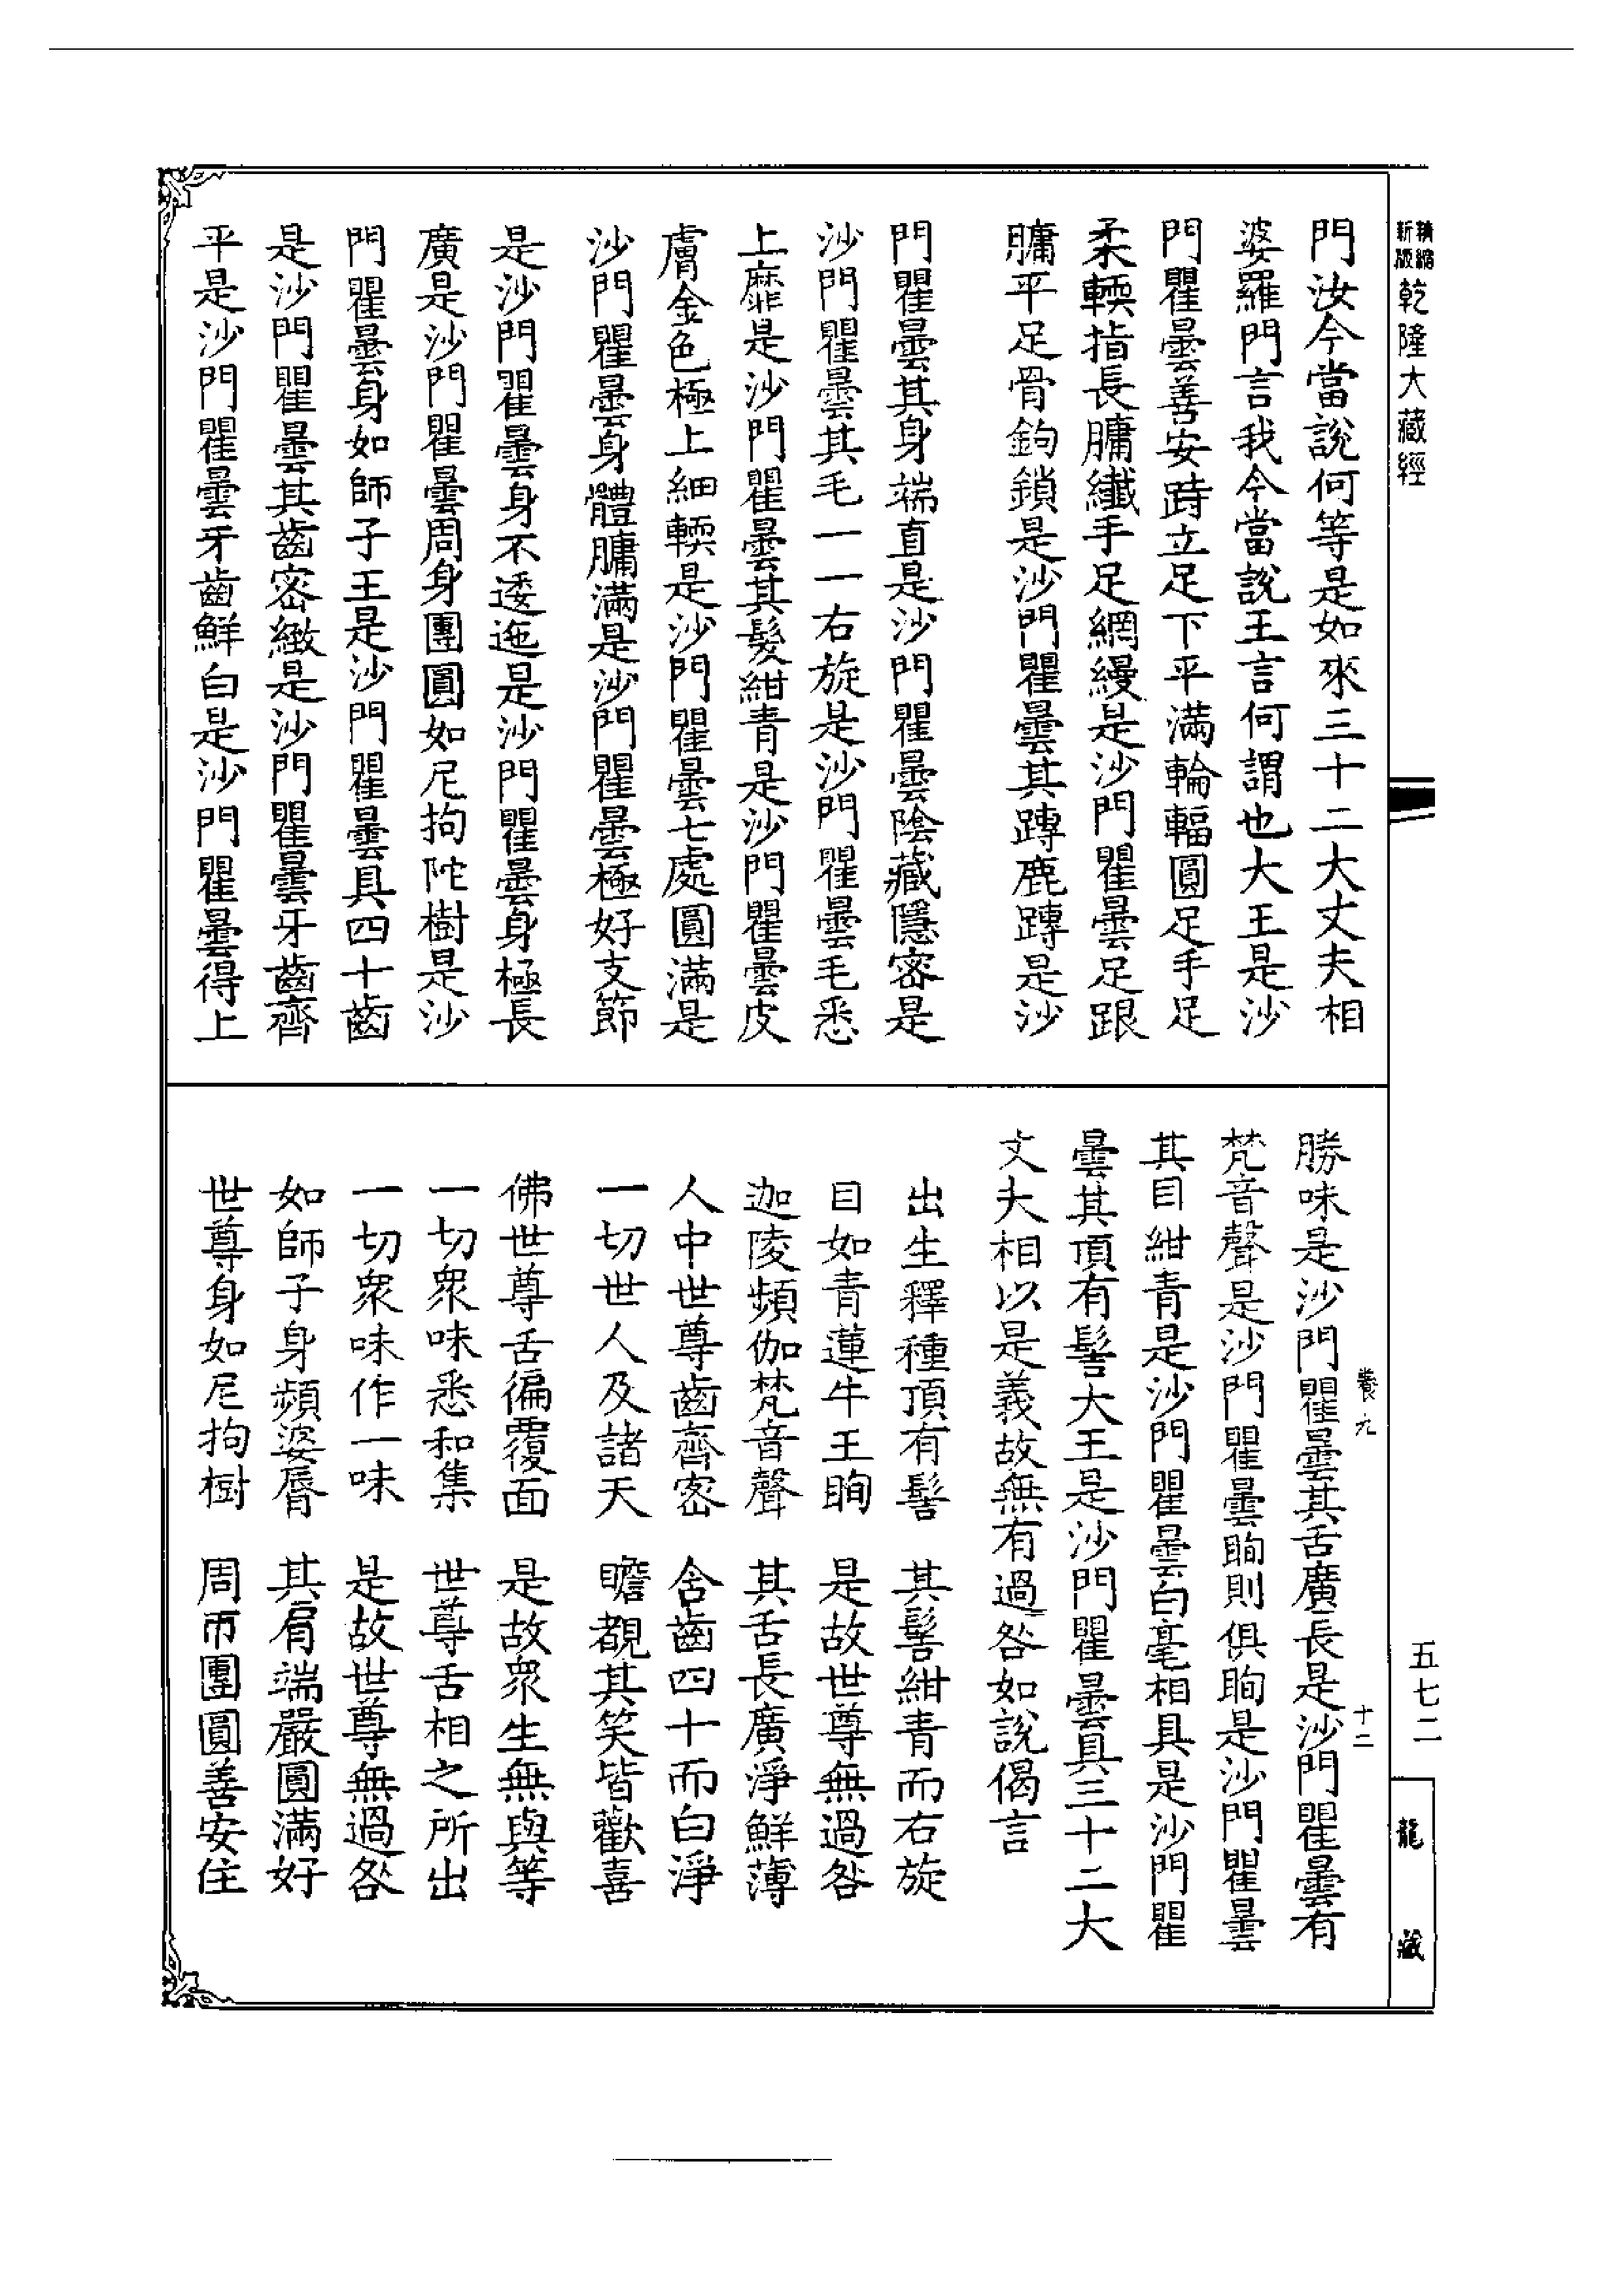 精縮新版乾隆大藏經
門汝今當說何等是如來三十二大丈夫相
婆羅門言我今當說王言何謂也大王是沙
門瞿曇善安跱立足下平滿輪輻圓足手足
柔輭指長𦟛纖手足網縵是沙門瞿曇足跟
𦟛平足骨鉤鎖是沙門瞿曇其䏝鹿䏝是沙
門瞿曇其身端直是沙門瞿曇陰藏隱密是
沙門瞿曇其毛一一右旋是沙門瞿曇毛悉
上靡是沙門瞿曇其髮紺青是沙門瞿曇皮
膚金色極上細輭是沙門瞿曇七處圓滿是
沙門瞿曇身體𦟛滿是沙門瞿曇極好支節
是沙門瞿曇身不逶迤是沙門瞿曇身極長
廣是沙門瞿曇周身團圓如尼拘陀樹是沙
門瞿曇身如師子王是沙門瞿曇具四十齒
是沙門瞿曇其齒密緻是沙門瞿曇牙齒齊
平是沙門瞿曇牙齒鮮白是沙門瞿曇得上
勝味是沙門瞿曇其舌廣長是沙門瞿曇有
梵音聲是沙門瞿曇眴則俱眴是沙門瞿曇
其目紺青是沙門瞿曇白毫相具是沙門瞿
曇其頂有髻大王是沙門瞿曇具三十二大
丈夫相以是義故無有過咎如說偈言
出生釋種頂有髻 其髻紺青而右旋
目如青蓮牛王眴 是故世尊無過咎
迦陵頻伽梵音聲 其舌長廣淨鮮薄
人中世尊齒齊密 含齒四十而白淨
一切世人及諸天 瞻覩其笑皆歡喜
佛世尊舌徧覆面 是故眾生無與等
一切眾味悉和集 世尊舌相之所出
一切眾味作一味 是故世尊無過咎
如師子身頻婆脣 其肩端嚴圓滿好
世尊身如尼拘樹 周帀團圓善安住
養九
十二
五七二
龍藏